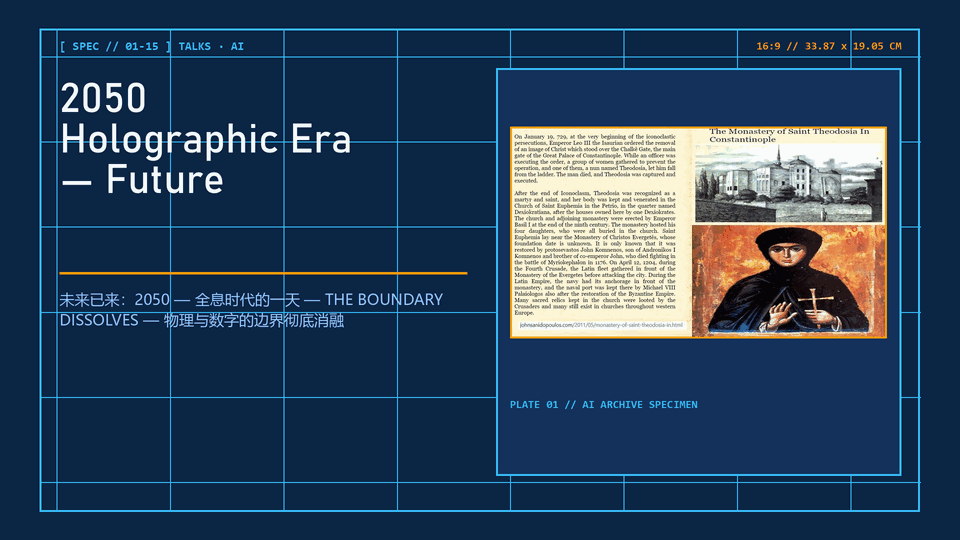 [ SPEC // 01-15 ] TALKS · AI
16:9 // 33.87 x 19.05 CM
2050
Holographic Era
— Future
未来已来：2050 — 全息时代的一天 — THE BOUNDARY
DISSOLVES — 物理与数字的边界彻底消融
On January 19, 729, at the very beginning of the iconoclastic
persecutions, Emperor Leo III the Isaurian ordered the removal
of an image of Christ which stood over the Chalkê Gate, the main
gate of the Great Palace of Constantinople. While an officer was
executing the order, a group of women gathered to prevent the
operation, and one of them, a nun named Theodosia, let him fall
from the ladder. The man died, and Theodosia was captured and
executed.
After the end of Iconoclasm, Theodosia was recognized as a
martyr and saint, and her body was kept and venerated in the
Church of Saint Euphemia in the Petrio, in the quarter named
Dexiokratiana, after the houses owned here by one Dexiokrates.
The church and adjoining monastery were erected by Emperor
Basil I at the end of the ninth century. The monastery hosted his
four daughters, who were all buried in the church. Saint
Euphemia lay near the Monastery of Christos Evergetês, whose
foundation date is unknown. It is only known that it was
restored by protosevastos John Komnenos, son of Andronikos I
Komnenos and brother of co-emperor John, who died fighting in
the battle of Myriokephalon in 1176. On April 12, 1204, during
the Fourth Crusade, the Latin fleet gathered in front of the
Monastery of the Evergetes before attacking the city. During the
Latin Empire, the navy had its anchorage in front of the
monastery, and the naval port was kept there by Michael VIII
Palaiologos also after the restoration of the Byzantine Empire.
Many sacred relics kept in the church were looted by the
Crusaders and many still exist in churches throughout western
Europe.
johnsanidopoulos.com/2011/05/monastery-of-saint-theodosia-in.html
The Monastery of Saint Theodosia In
Constantinople
PLATE 01 // AI ARCHIVE SPECIMEN